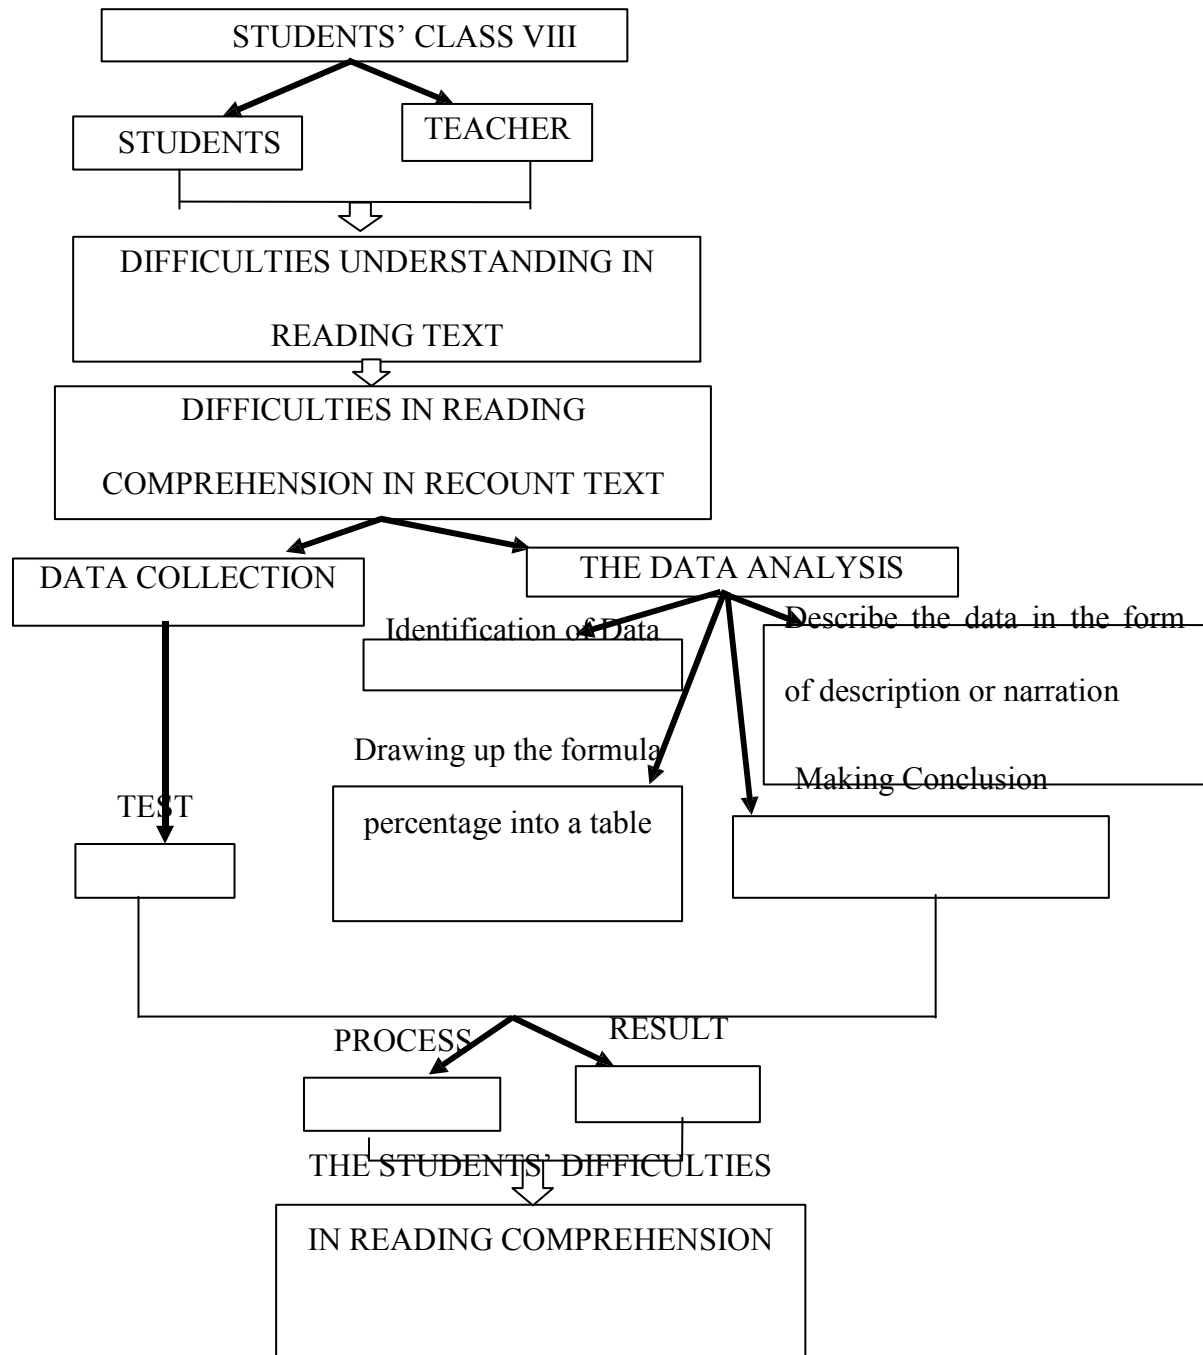 STUDENTS’ CLASS VIII
STUDENTS
TEACHER
DIFFICULTIES UNDERSTANDING IN
READING TEXT
DIFFICULTIES IN READING
COMPREHENSION IN RECOUNT TEXT
DATA COLLECTION
THE DATA ANALYSIS
Identification of Data
Describe the data in the form
of description or narration
Drawing up the formula
percentage into a table
Making Conclusion
TEST
PROCESS
RESULT
THE STUDENTS’ DIFFICULTIES
IN READING COMPREHENSION